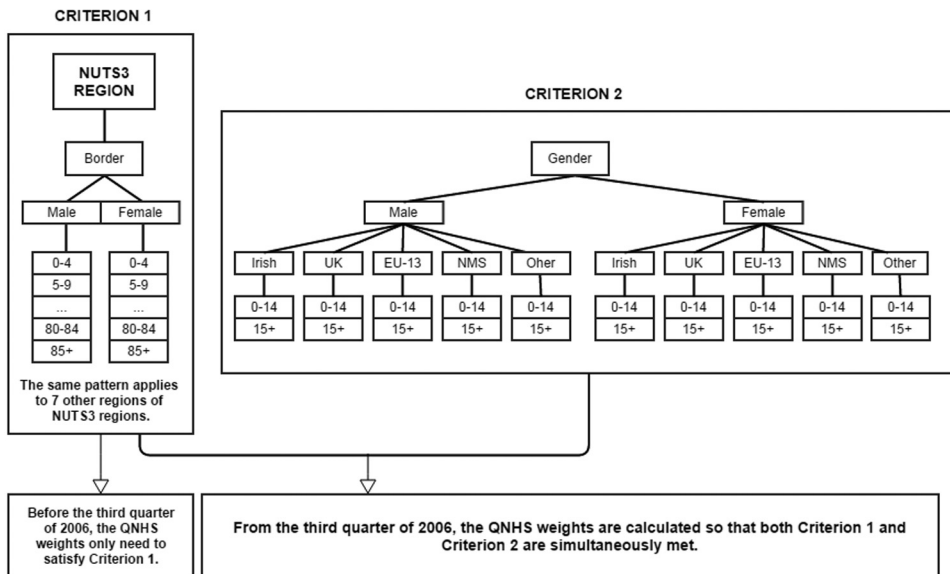 CRITERION 1
NUTS3
REGION
Border
Male Female
0-4 0-4
5-9 5-9
... ...
80-84 80-84
85+ 85+
The same pattern applies
to 7 other regions of
NUTS3 regions.
CRITERION 2
Gender
Male Female
Irish UK EU-13 NMS Oher Irish UK EU-13 NMS Other
0-14 0-14 0-14 0-14 0-14 0-14 0-14 0-14 0-14 0-14
15+ 15+ 15+ 15+ 15+ 15+ 15+ 15+ 15+ 15+
Before the third quarter
of 2006, the QNHS
weights only need to
satisfy Criterion 1.
From the third quarter of 2006, the QNHS weights are calculated so that both Criterion 1 and
Criterion 2 are simultaneously met.